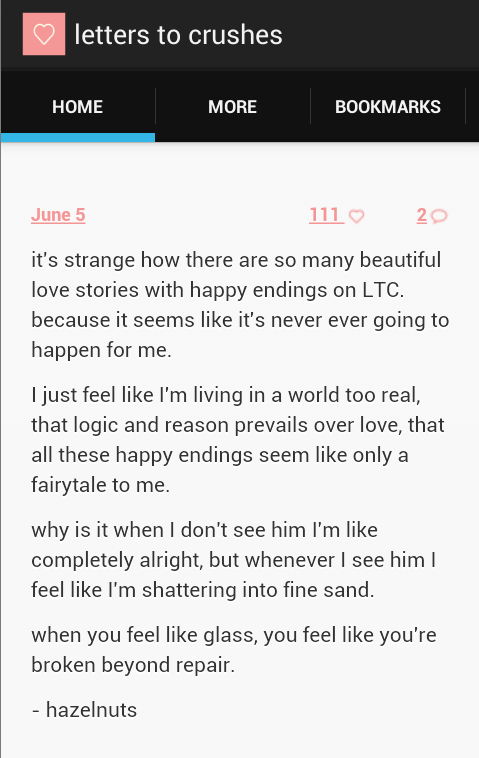 letters to crushes
HOME MORE BOOKMARKS
June 5 111 2
it's strange how there are so many beautiful
love stories with happy endings on LTC.
because it seems like it's never ever going to
happen for me.
I just feel like I'm living in a world too real,
that logic and reason prevails over love, that
all these happy endings seem like only a
fairytale to me.
why is it when I don't see him I'm like
completely alright, but whenever I see him I
feel like I'm shattering into fine sand.
when you feel like glass, you feel like you're
broken beyond repair.
- hazelnuts